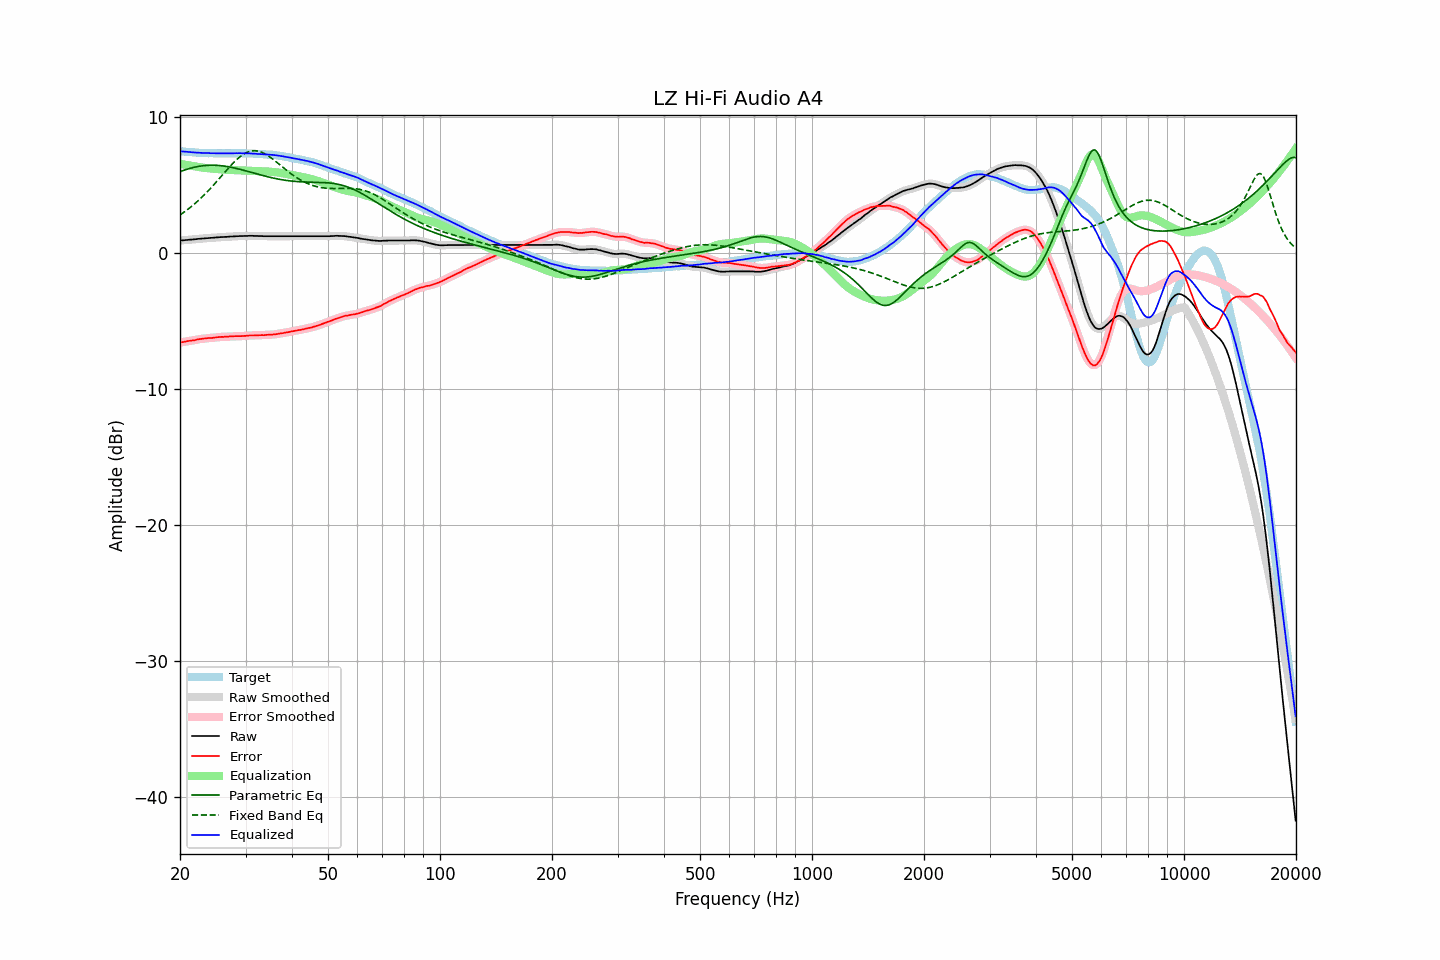 LZ Hi-Fi Audio A4
Amplitude (dBr)
10
0
−10
−20
−30
−40
Target
Raw Smoothed
Error Smoothed
Raw
Error
Equalization
Parametric Eq
Fixed Band Eq
Equalized
20 50 100 200 500 1000 2000 5000 10000 20000
Frequency (Hz)